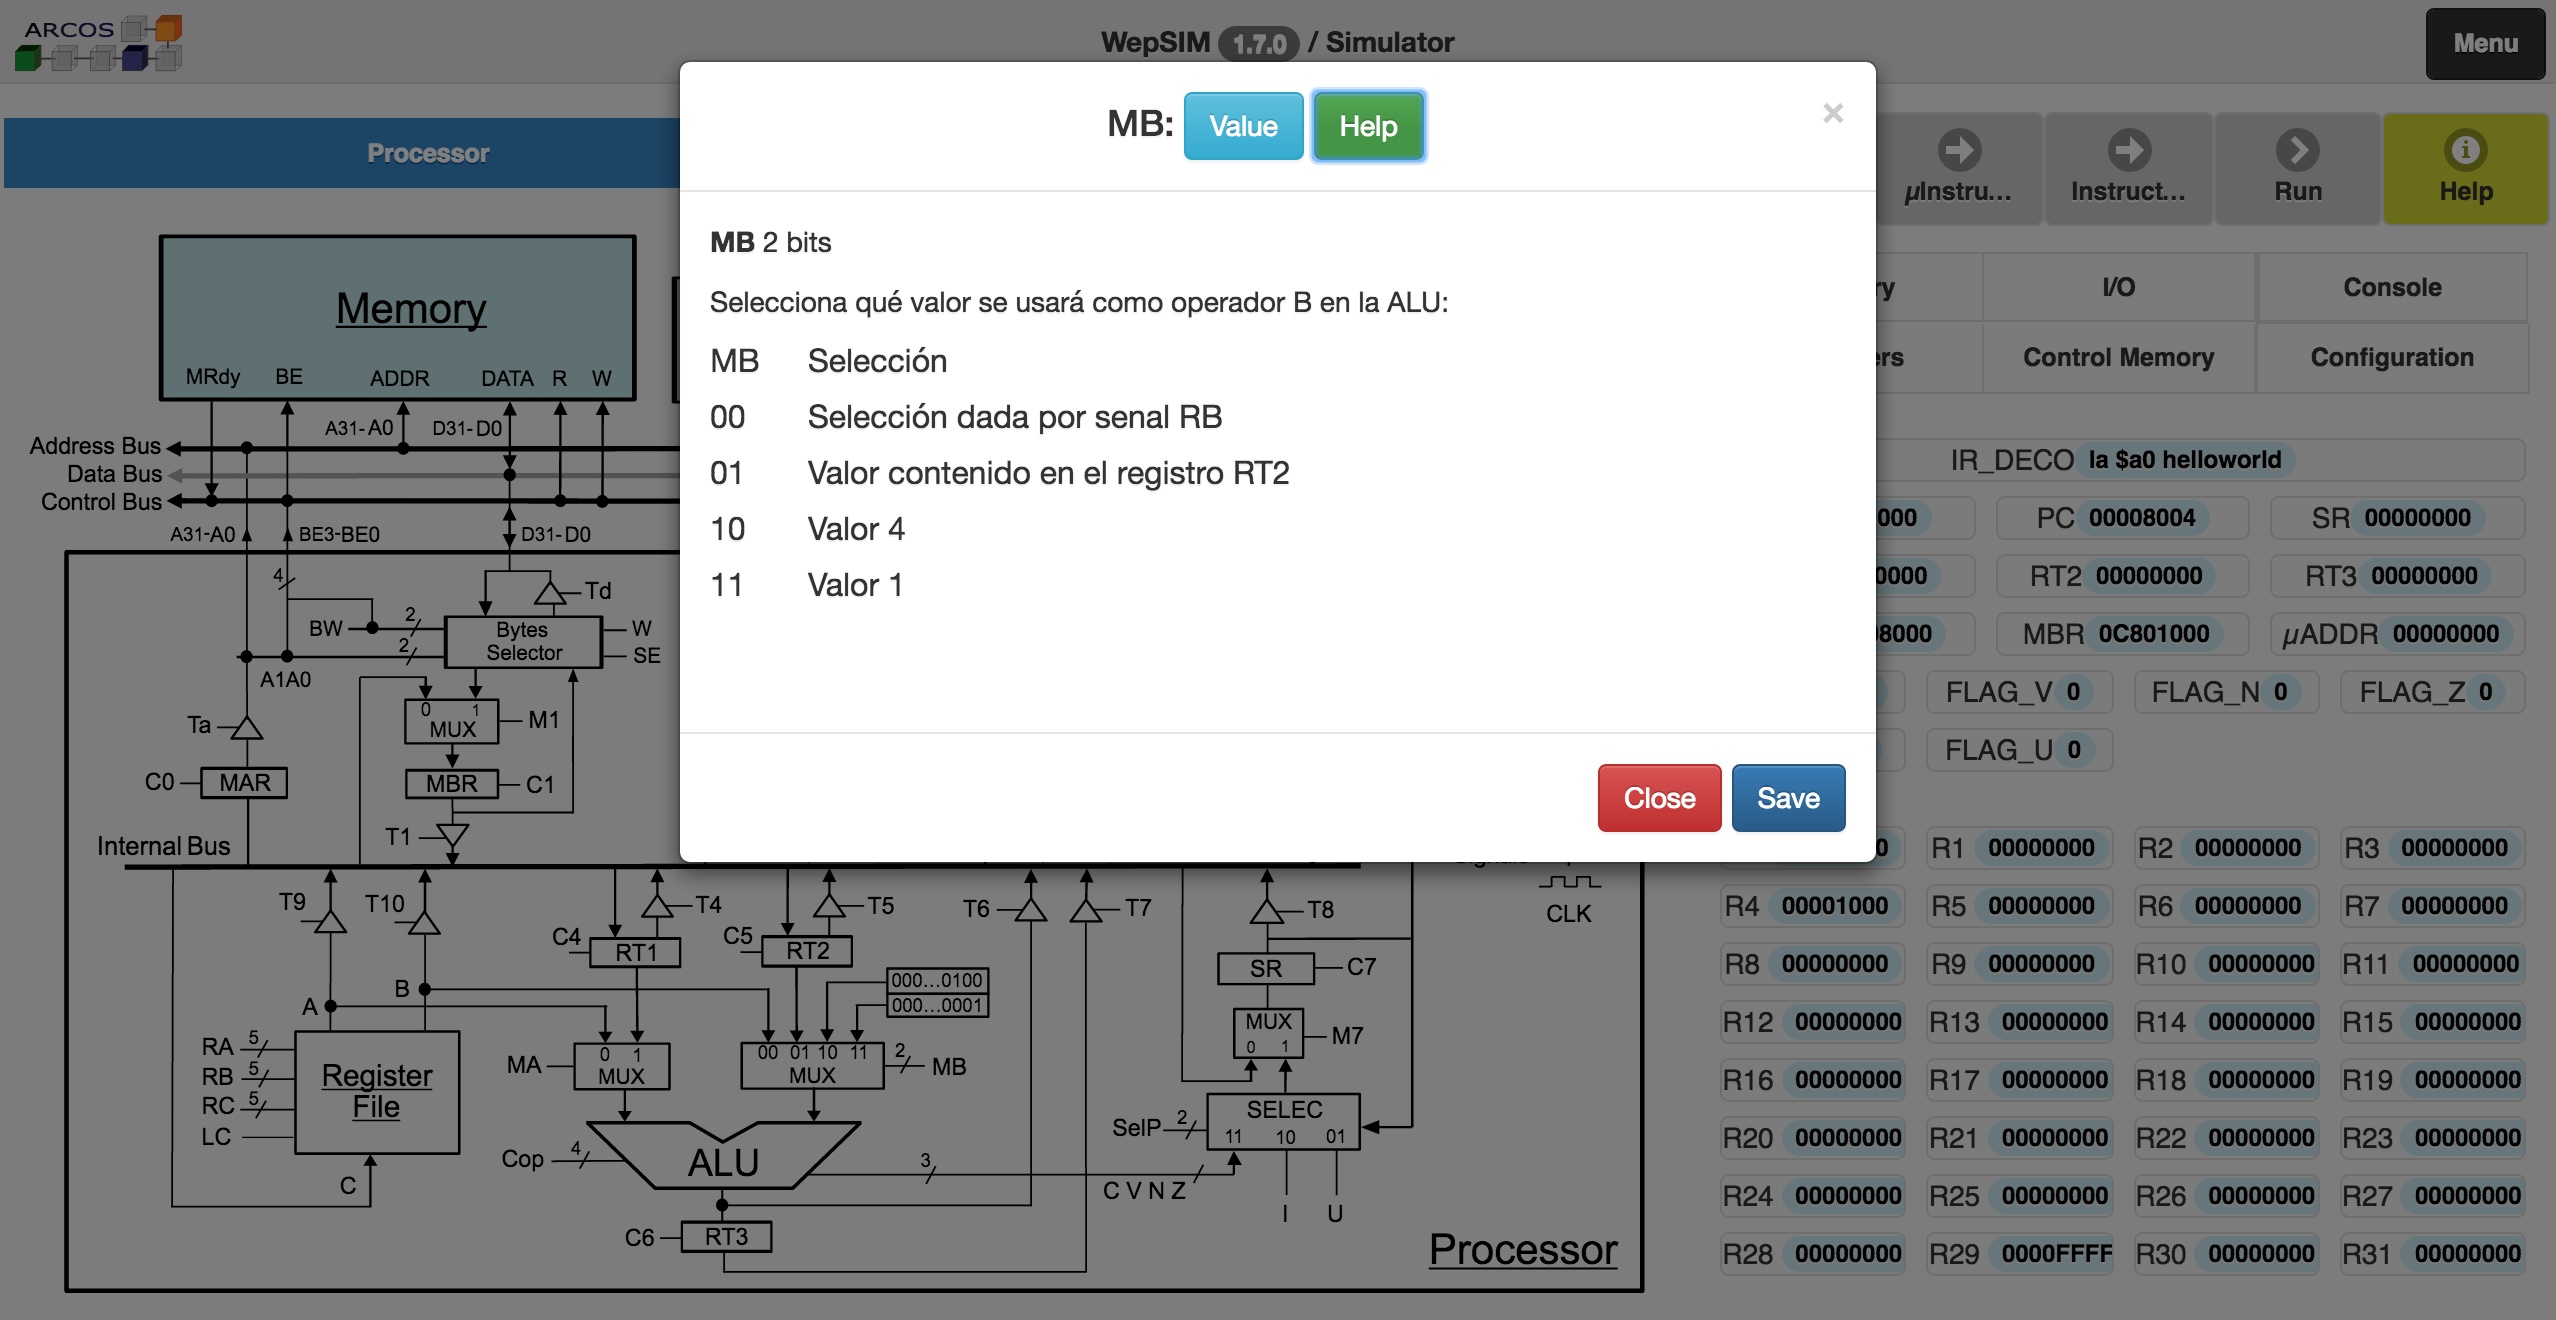 ARCOS
WepSIM 1.7.0 / Simulator
Menu
MB: Value Help ×
MB 2 bits
Selecciona qué valor se usará como operador B en la ALU:
MB Selección
00 Selección dada por senal RB
01 Valor contenido en el registro RT2
10 Valor 4
11 Valor 1
Close Save
Processor
Memory
MRdy BE ADDR DATA R W
A31-A0 D31-D0
Address Bus
Data Bus
Control Bus
A31-A0 BE3-BE0 D31-D0
4
Td
BW 2
2
Bytes
Selector
W
SE
A1A0
0 1
MUX
M1
Ta
C0 MAR
MBR C1
T1
Internal Bus
T9 T10 T4 T5 T6 T7 T8
CLK
C4 RT1 C5 RT2
SR C7
000...0100
000...0001
A B
RA 5
RB 5
RC 5
LC
Register
File
C
MA
0 1
MUX
00 01 10 11
MUX
2 MB
MUX
0 1
M7
SelP 2
SELEC
11 10 01
Cop 4
ALU
3
C V N Z
I U
C6 RT3
Processor
µInstru... Instruct... Run Help
ry I/O Console
ers Control Memory Configuration
IR_DECO la $a0 helloworld
000 PC 00008004 SR 00000000
0000 RT2 00000000 RT3 00000000
8000 MBR 0C801000 µADDR 00000000
FLAG_V 0 FLAG_N 0 FLAG_Z 0
FLAG_U 0
0 R1 00000000 R2 00000000 R3 00000000
R4 00001000 R5 00000000 R6 00000000 R7 00000000
R8 00000000 R9 00000000 R10 00000000 R11 00000000
R12 00000000 R13 00000000 R14 00000000 R15 00000000
R16 00000000 R17 00000000 R18 00000000 R19 00000000
R20 00000000 R21 00000000 R22 00000000 R23 00000000
R24 00000000 R25 00000000 R26 00000000 R27 00000000
R28 00000000 R29 0000FFFF R30 00000000 R31 00000000